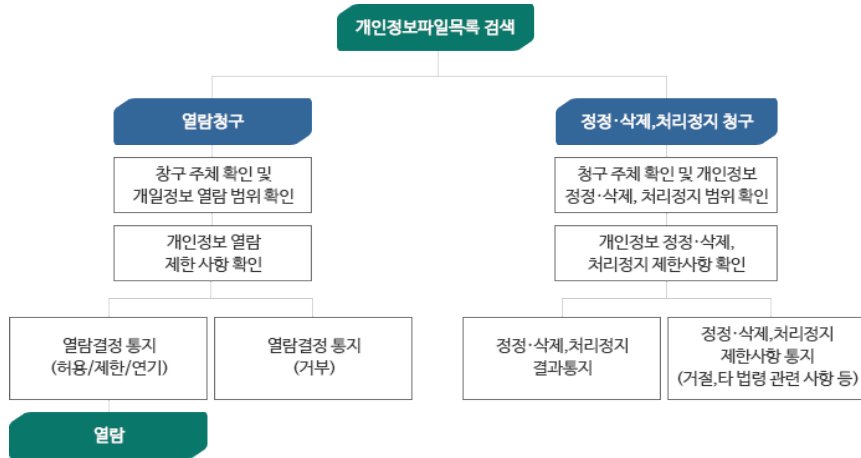 개인정보파일목록 검색
열람청구
정정·삭제,처리정지 청구
창구 주체 확인 및
개일정보 열람 범위 확인
청구 주체 확인 및 개인정보
정정·삭제, 처리정지 범위 확인
개인정보 열람
제한 사항 확인
개인정보 정정·삭제,
처리정지 제한사항 확인
열람결정 통지
(허용/제한/연기)
열람결정 통지
(거부)
정정·삭제,처리정지
결과통지
정정·삭제,처리정지
제한사항 통지
(거절,타 법령 관련 사항 등)
열람